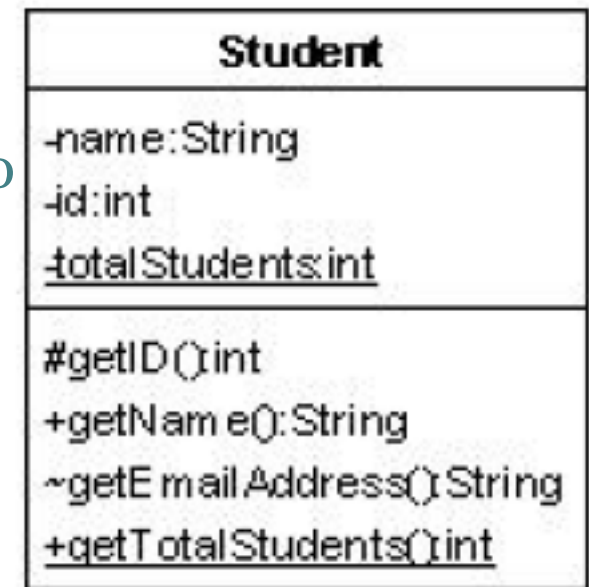 Student
-name:String
-id:int
-totalStudents:int
#getID():int
+getName():String
~getEmailAddress():String
+getTotalStudents():int